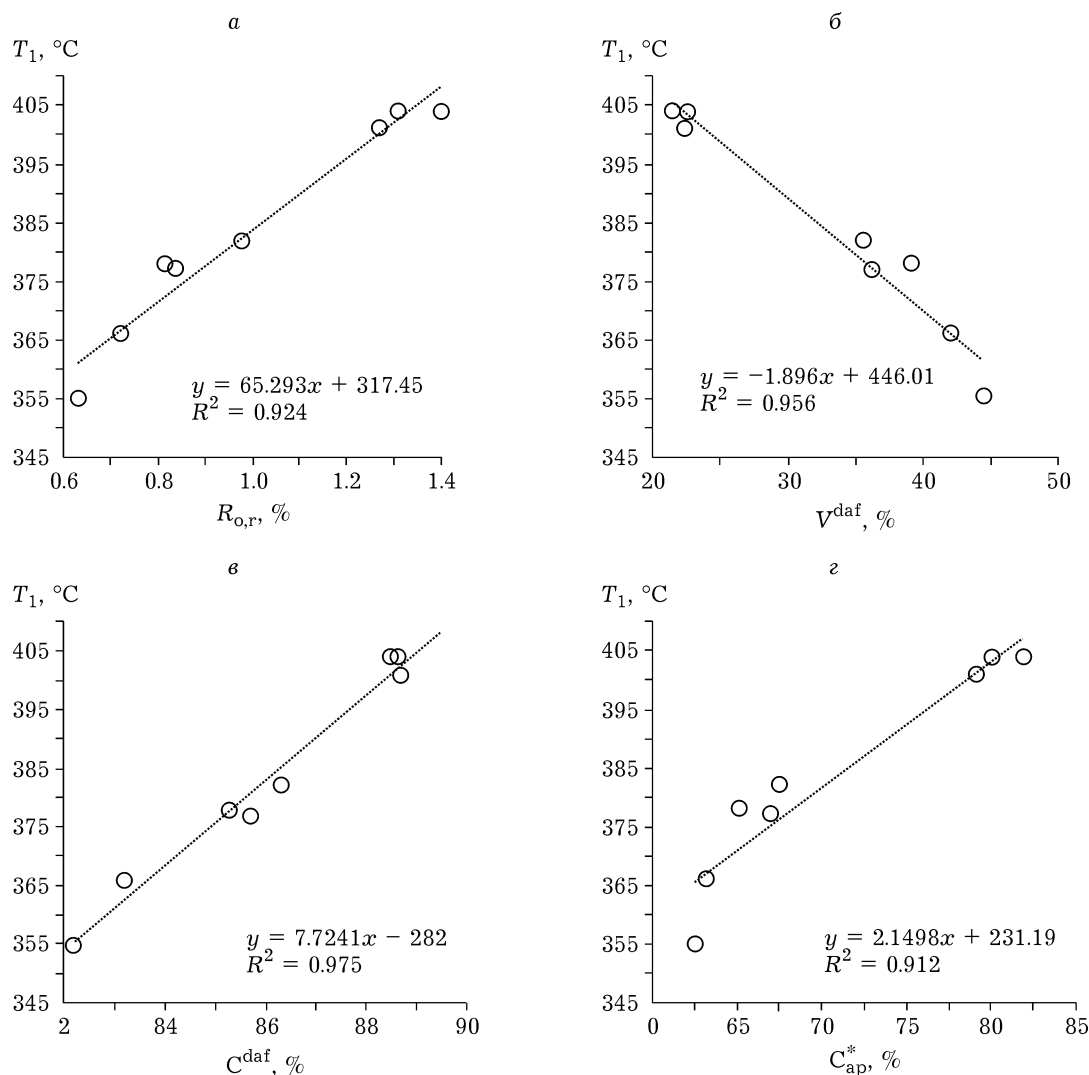 а
T₁, °C
405
395
385
375
365
355
345
y = 65.293x + 317.45
R² = 0.924
0.6 0.8 1.0 1.2 1.4
Rₒ,ᵣ, %
б
T₁, °C
405
395
385
375
365
355
345
y = −1.896x + 446.01
R² = 0.956
20 30 40 50
Vᵈᵃᶠ, %
в
T₁, °C
405
395
385
375
365
355
345
y = 7.7241x − 282
R² = 0.975
2 84 86 88 90
Cᵈᵃᶠ, %
г
T₁, °C
405
395
385
375
365
355
345
y = 2.1498x + 231.19
R² = 0.912
0 65 70 75 80 85
C*ap, %